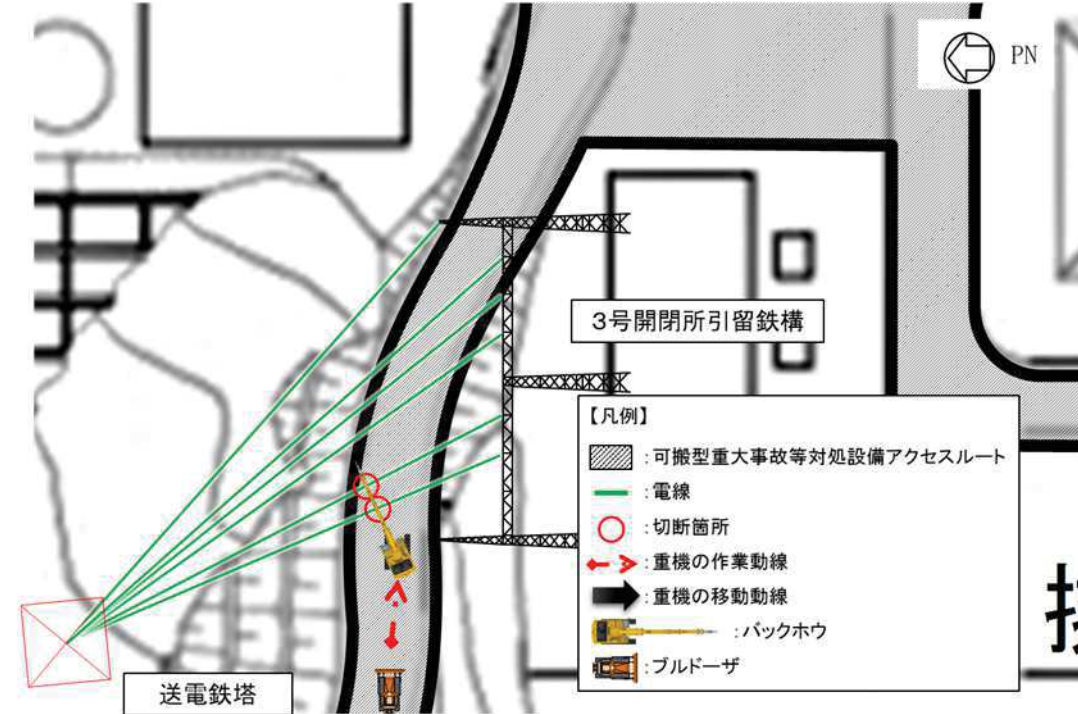 PN
3号開閉所引留鉄構
【凡例】
：可搬型重大事故等対処設備アクセスルート
：電線
：切断箇所
：重機の作業動線
：重機の移動動線
：バックホウ
：ブルドーザ
送電鉄塔